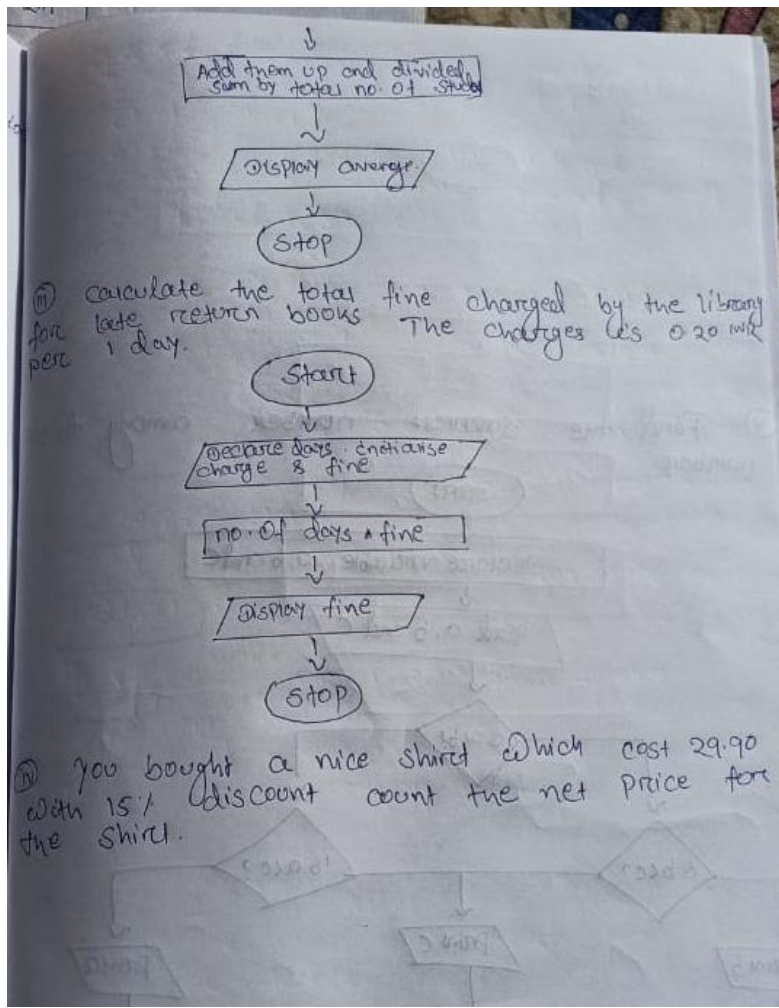 Add them up and divided
sum by total no. of
Display averge.
Stop
(iii) calculate the total fine charged by the library
for late return books The charges is 0.20 INR
per 1 day.
Start
Declare days. initialise
charge & fine
no. of days * fine
Display fine
Stop
(iv) you bought a nice shirt which cost 29.90
with 15% discount count the net price for
the shirt.